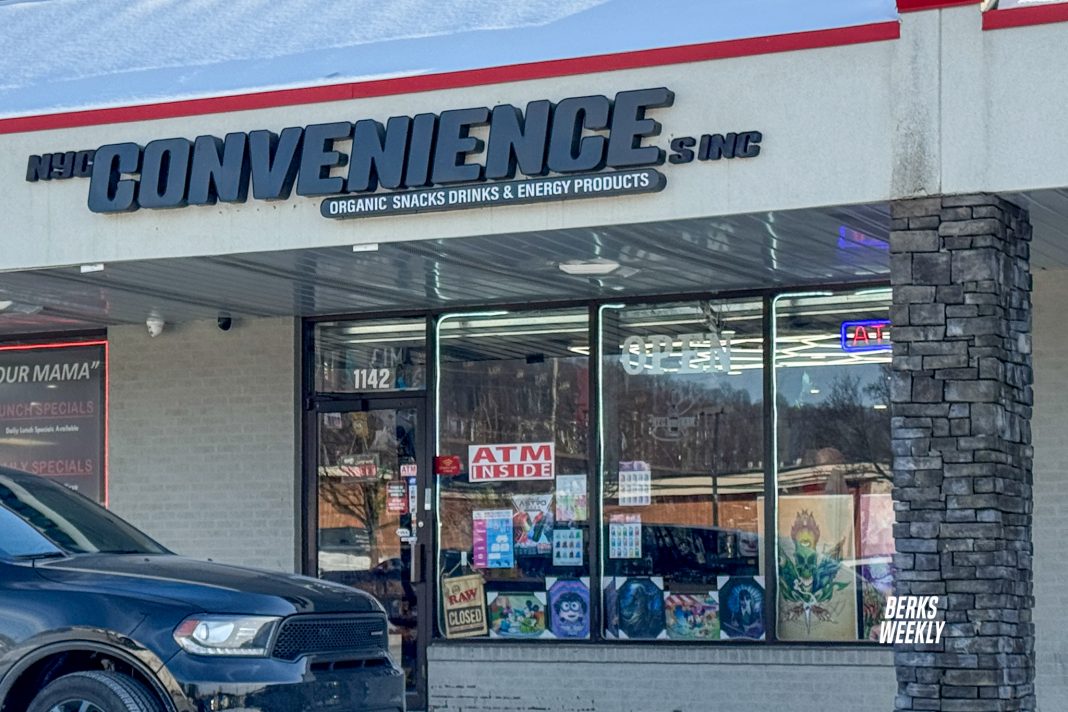 NYC CONVENIENCE S INC
ORGANIC SNACKS DRINKS & ENERGY PRODUCTS
OUR MAMA"
LUNCH SPECIALS
Daily Lunch Specials Available
SPECIALS
1142
OPEN
AT
ATM
INSIDE
ATM
RAW
CLOSED
BERKS
WEEKLY